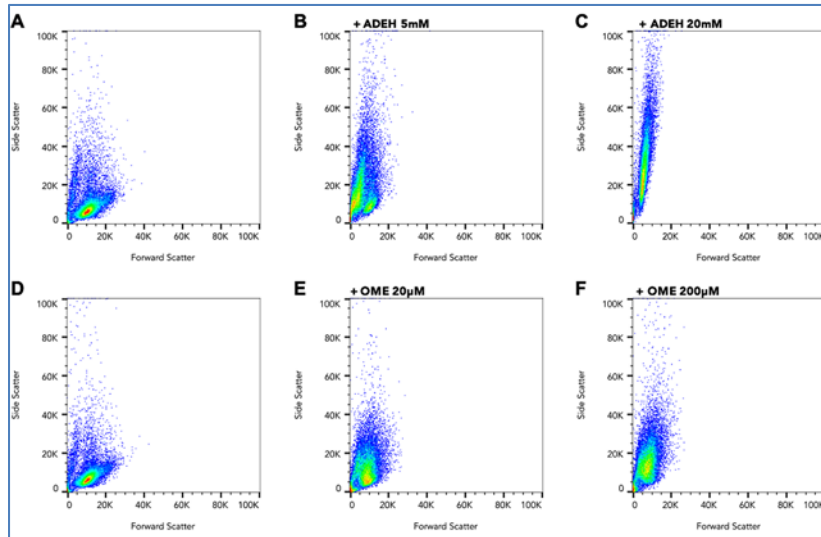 A
100K
80K
60K
40K
20K
0
Side Scatter
0 20K 40K 60K 80K 100K
Forward Scatter
B + ADEH 5mM
100K
80K
60K
40K
20K
0
Side Scatter
0 20K 40K 60K 80K 100K
Forward Scatter
C + ADEH 20mM
100K
80K
60K
40K
20K
0
Side Scatter
0 20K 40K 60K 80K 100K
Forward Scatter
D
100K
80K
60K
40K
20K
0
Side Scatter
0 20K 40K 60K 80K 100K
Forward Scatter
E + OME 20µM
100K
80K
60K
40K
20K
0
Side Scatter
0 20K 40K 60K 80K 100K
Forward Scatter
F + OME 200µM
100K
80K
60K
40K
20K
0
Side Scatter
0 20K 40K 60K 80K 100K
Forward Scatter